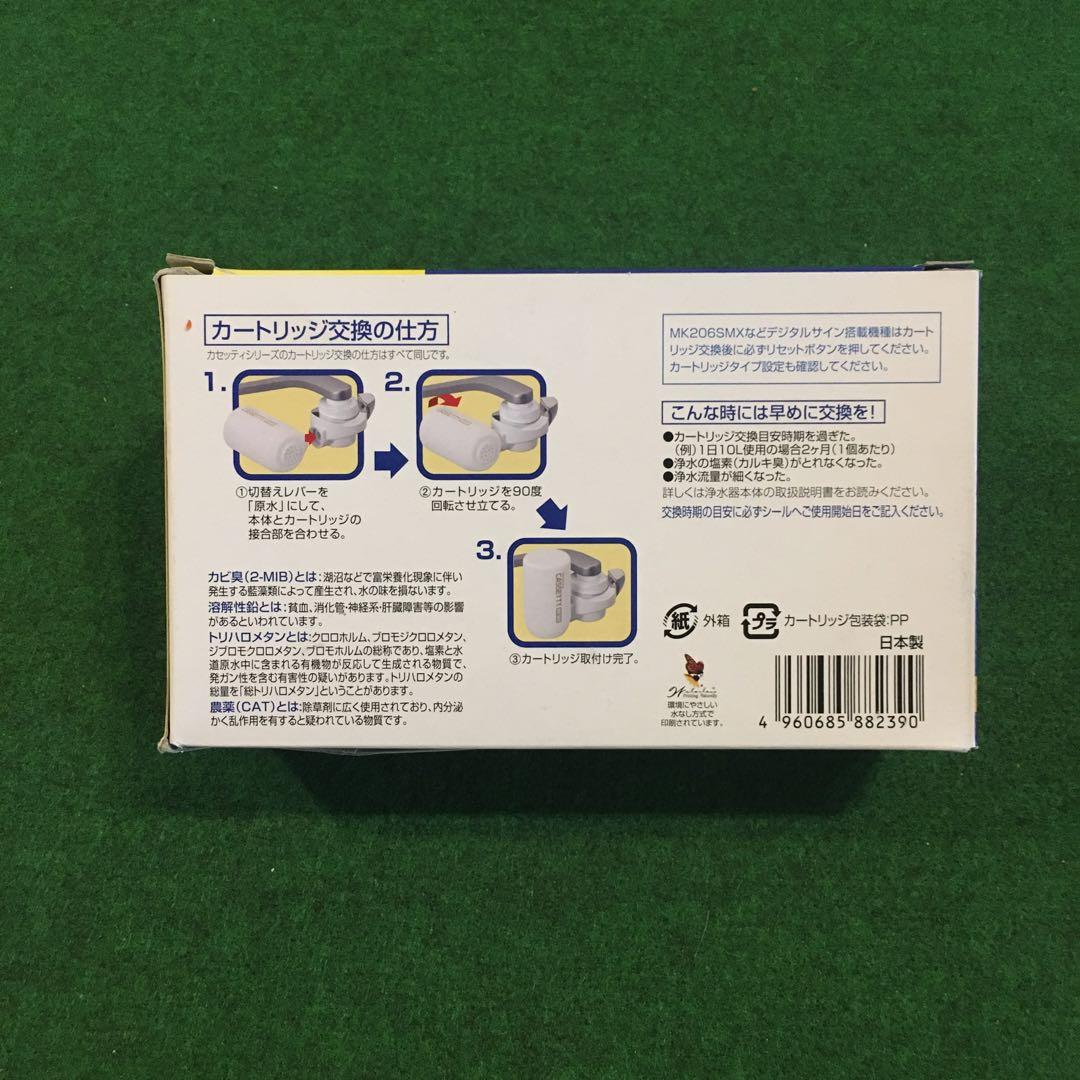 カートリッジ交換の仕方
カセッティシリーズのカートリッジ交換の仕方はすべて同じです。
1.
①切替えレバーを
「原水」にして、
本体とカートリッジの
接合部を合わせる。
2.
②カートリッジを90度
回転させ立てる。
3.
③カートリッジ取付け完了。
カビ臭(2-MIB)とは:湖沼などで富栄養化現象に伴い
発生する藍藻類によって産生され、水の味を損ないます。
溶解性鉛とは:貧血、消化管・神経系・肝臓障害等の影響
があるといわれています。
トリハロメタンとは:クロロホルム、ブロモジクロロメタン、
ジブロモクロロメタン、ブロモホルムの総称であり、塩素と水
道原水中に含まれる有機物が反応して生成される物質で、
発ガン性を含む有害性の疑いがあります。トリハロメタンの
総量を「総トリハロメタン」ということがあります。
農薬(CAT)とは:除草剤に広く使用されており、内分泌
かく乱作用を有すると疑われている物質です。
MK206SMXなどデジタルサイン搭載機種はカート
リッジ交換後に必ずリセットボタンを押してください。
カートリッジタイプ設定も確認してください。
こんな時には早めに交換を!
●カートリッジ交換目安時期を過ぎた。
(例)1日10L使用の場合2ヶ月(1個あたり)
●浄水の塩素(カルキ臭)がとれなくなった。
●浄水流量が細くなった。
詳しくは浄水器本体の取扱説明書をお読みください。
交換時期の目安に必ずシールへご使用開始日をご記入ください。
紙 外箱 プラ カートリッジ包装袋:PP
日本製
環境にやさしい
水なし方式で
印刷されています。
4 960685 882390